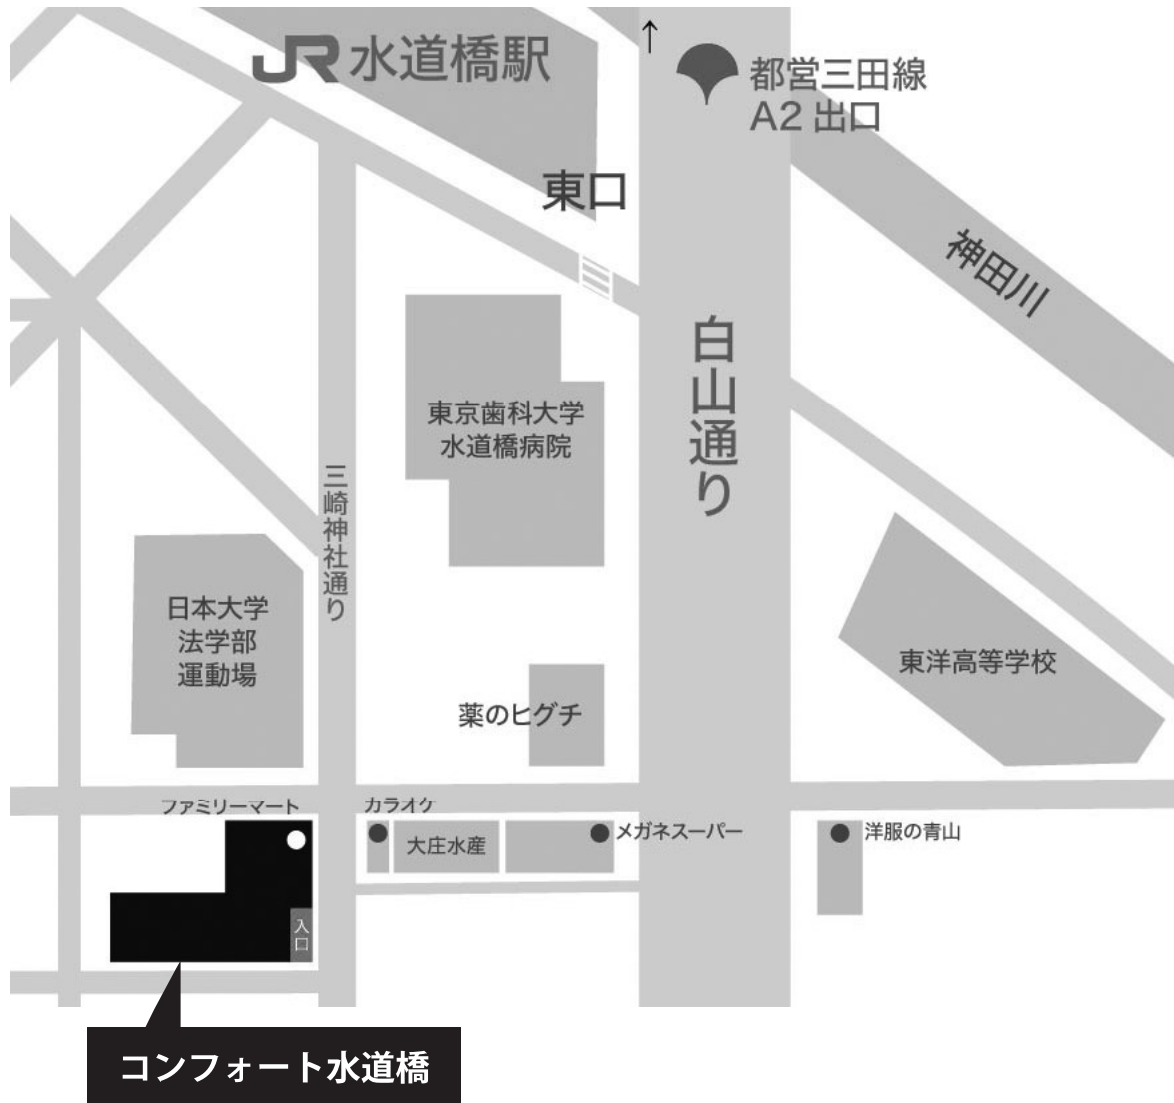 ↑
JR 水道橋駅
都営三田線
A2 出口
東口
神田川
白山通り
東京歯科大学
水道橋病院
三崎神社通り
日本大学
法学部
運動場
東洋高等学校
薬のヒグチ
ファミリーマート
カラオケ
大庄水産
メガネスーパー
洋服の青山
入口
コンフォート水道橋